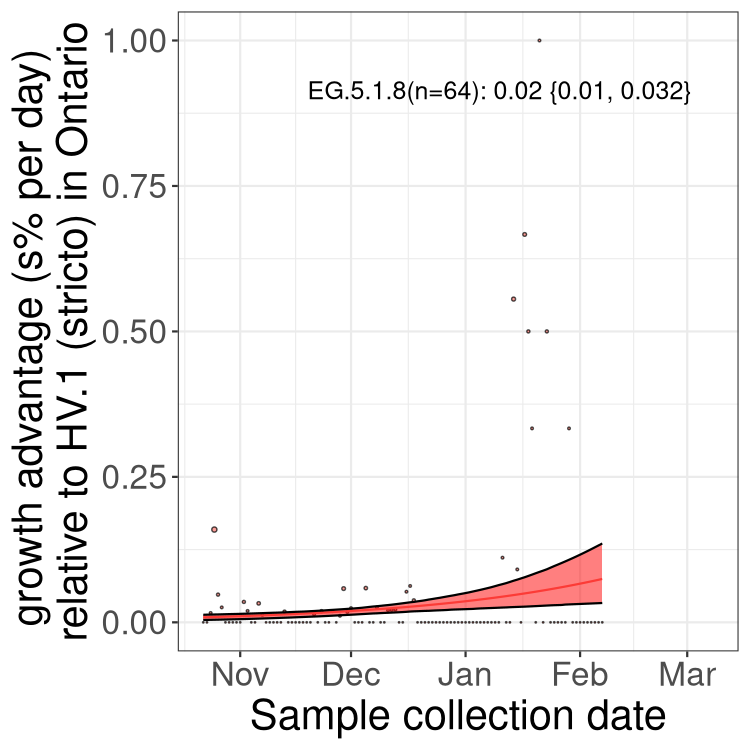 growth advantage (s% per day)
relative to HV.1 (stricto) in Ontario
1.00
0.75
0.50
0.25
0.00
EG.5.1.8(n=64): 0.02 {0.01, 0.032}
Nov Dec Jan Feb Mar
Sample collection date